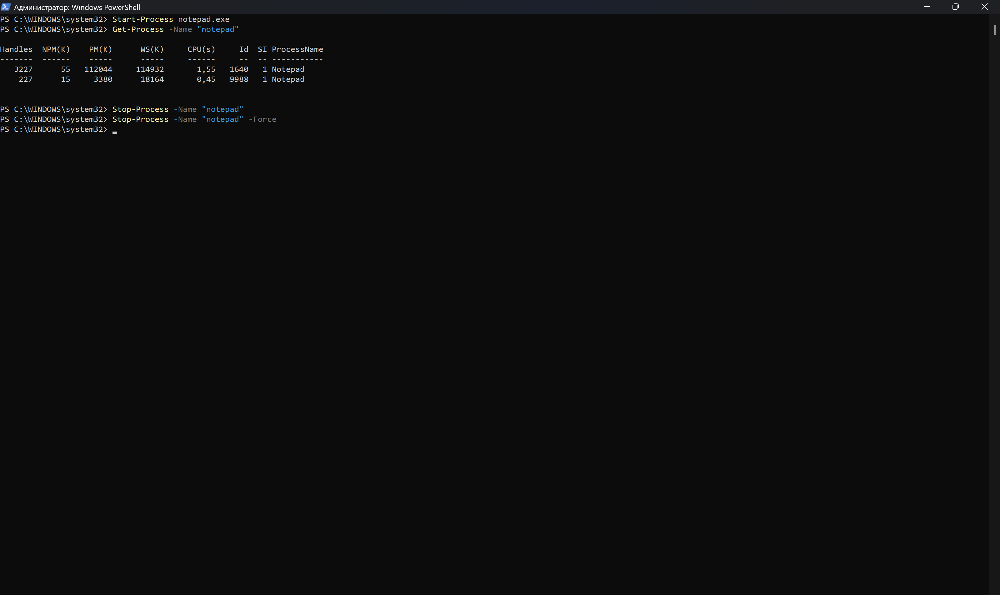 Администратор: Windows PowerShell
PS C:\WINDOWS\system32> Start-Process notepad.exe
PS C:\WINDOWS\system32> Get-Process -Name "notepad"
Handles  NPM(K)    PM(K)      WS(K)     CPU(s)     Id  SI ProcessName
-------  ------    -----      -----     ------     --  -- -----------
   3227      55   112044     114932       1,55   1640   1 Notepad
    227      15     3380      18164       0,45   9988   1 Notepad
PS C:\WINDOWS\system32> Stop-Process -Name "notepad"
PS C:\WINDOWS\system32> Stop-Process -Name "notepad" -Force
PS C:\WINDOWS\system32>